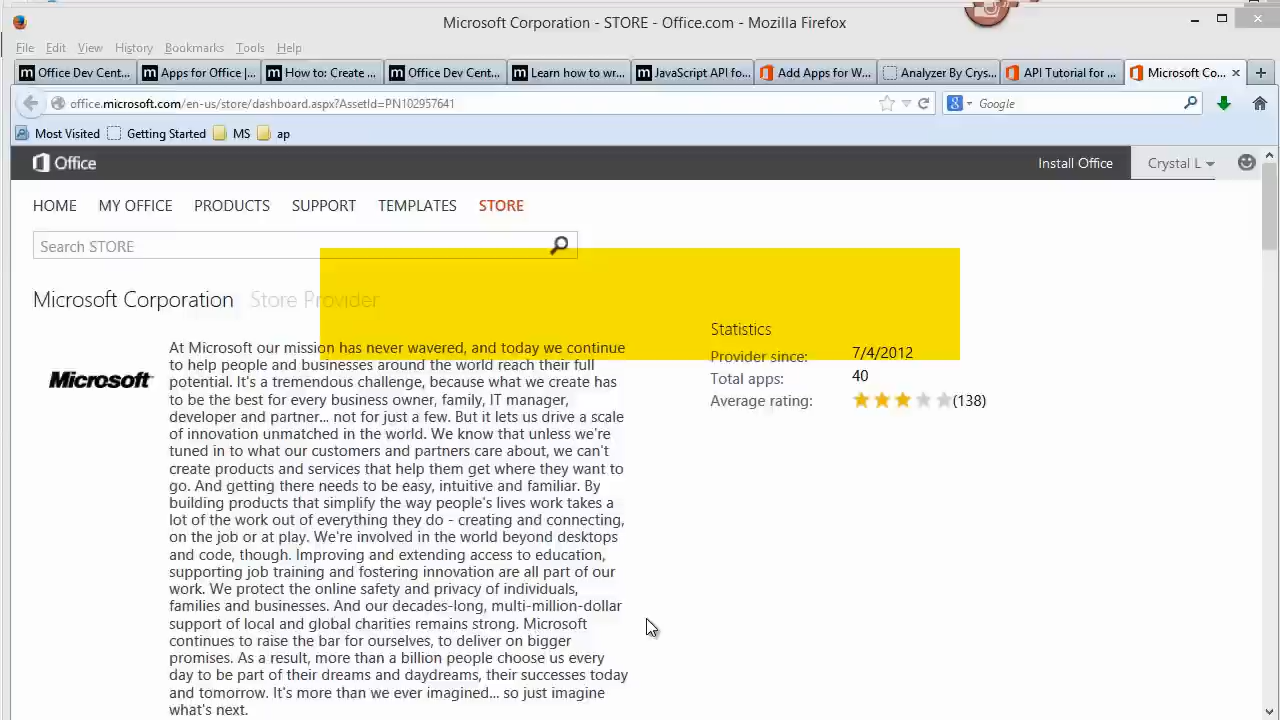 Microsoft Corporation - STORE - Office.com - Mozilla Firefox
File Edit View History Bookmarks Tools Help
Office Dev Cent... Apps for Office |... How to: Create ... Office Dev Cent... Learn how to wr... JavaScript API fo... Add Apps for W... Analyzer By Crys... API Tutorial for ... Microsoft Co...
office.microsoft.com/en-us/store/dashboard.aspx?AssetId=PN102957641
Google
Most Visited Getting Started MS ap
Office
Install Office
Crystal L
HOME MY OFFICE PRODUCTS SUPPORT TEMPLATES STORE
Search STORE
Microsoft Corporation Store Provider
Microsoft
At Microsoft our mission has never wavered, and today we continue
to help people and businesses around the world reach their full
potential. It's a tremendous challenge, because what we create has
to be the best for every business owner, family, IT manager,
developer and partner... not for just a few. But it lets us drive a scale
of innovation unmatched in the world. We know that unless we're
tuned in to what our customers and partners care about, we can't
create products and services that help them get where they want to
go. And getting there needs to be easy, intuitive and familiar. By
building products that simplify the way people's lives work takes a
lot of the work out of everything they do - creating and connecting,
on the job or at play. We're involved in the world beyond desktops
and code, though. Improving and extending access to education,
supporting job training and fostering innovation are all part of our
work. We protect the online safety and privacy of individuals,
families and businesses. And our decades-long, multi-million-dollar
support of local and global charities remains strong. Microsoft
continues to raise the bar for ourselves, to deliver on bigger
promises. As a result, more than a billion people choose us every
day to be part of their dreams and daydreams, their successes today
and tomorrow. It's more than we ever imagined... so just imagine
what's next.
Statistics
Provider since: 7/4/2012
Total apps: 40
Average rating: (138)